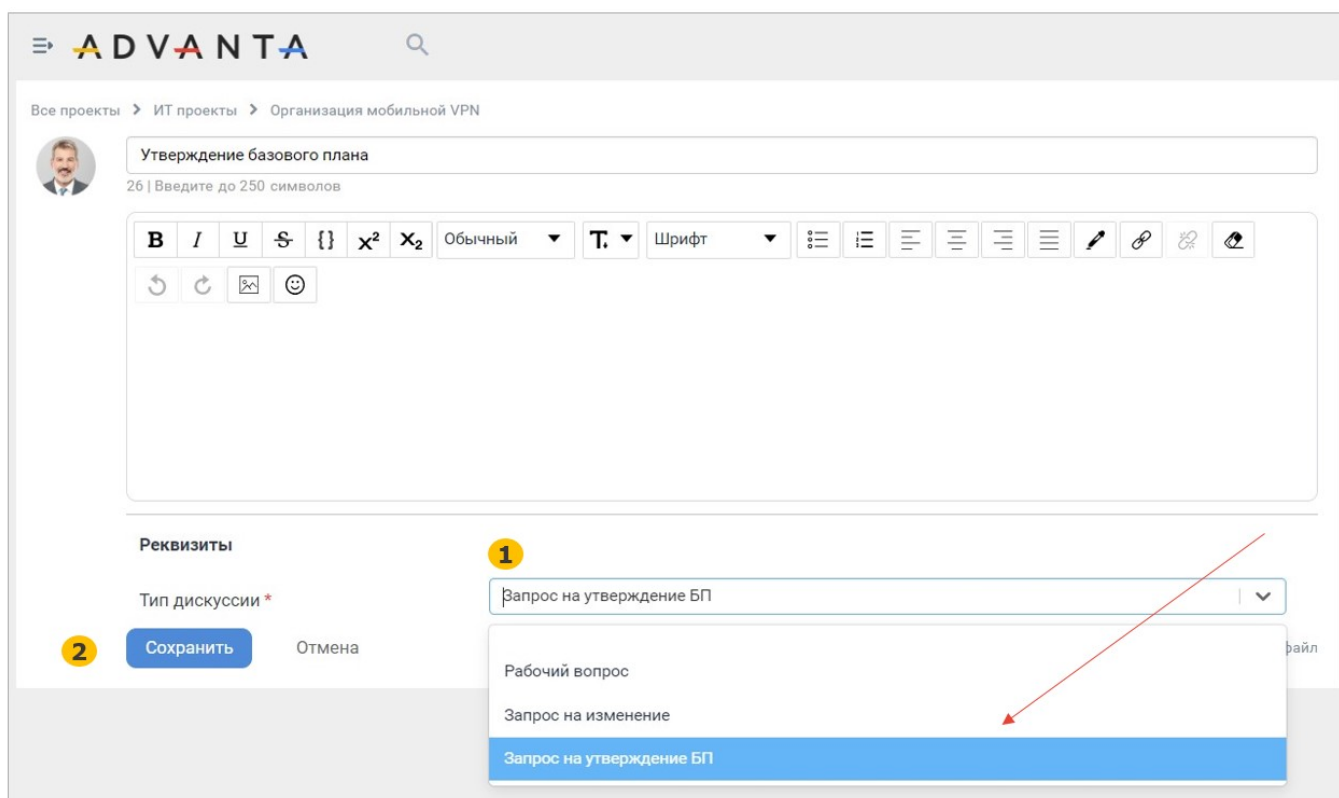 ADVANTA
Все проекты > ИТ проекты > Организация мобильной VPN
Утверждение базового плана
26 | Введите до 250 символов
B I U S {} x² X₂ Обычный T Шрифт
Реквизиты
1
Тип дискуссии * Запрос на утверждение БП
2 Сохранить Отмена файл
Рабочий вопрос
Запрос на изменение
Запрос на утверждение БП